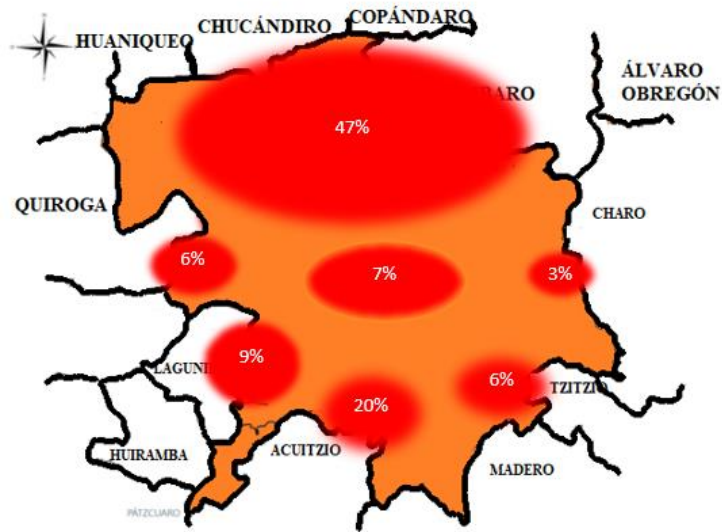 COPÁNDARO
CHUCÁNDIRO
HUANIQUEO
ÁLVARO
OBREGÓN
47%
QUIROGA
CHARO
6%
7%
3%
9%
6%
20%
TZITZIO
ACUITZIO
HUIRAMBA
MADERO
PÁTZCUARO